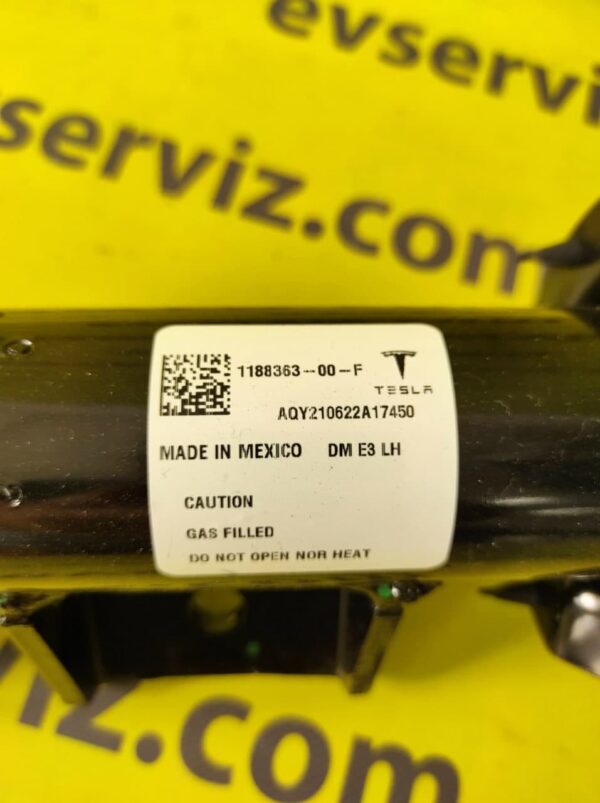 evservi
serviz.com
1188363-00-F
TESLA
AQY210622A17450
MADE IN MEXICO DM E3 LH
CAUTION
GAS FILLED
DO NOT OPEN NOR HEAT
viz.com